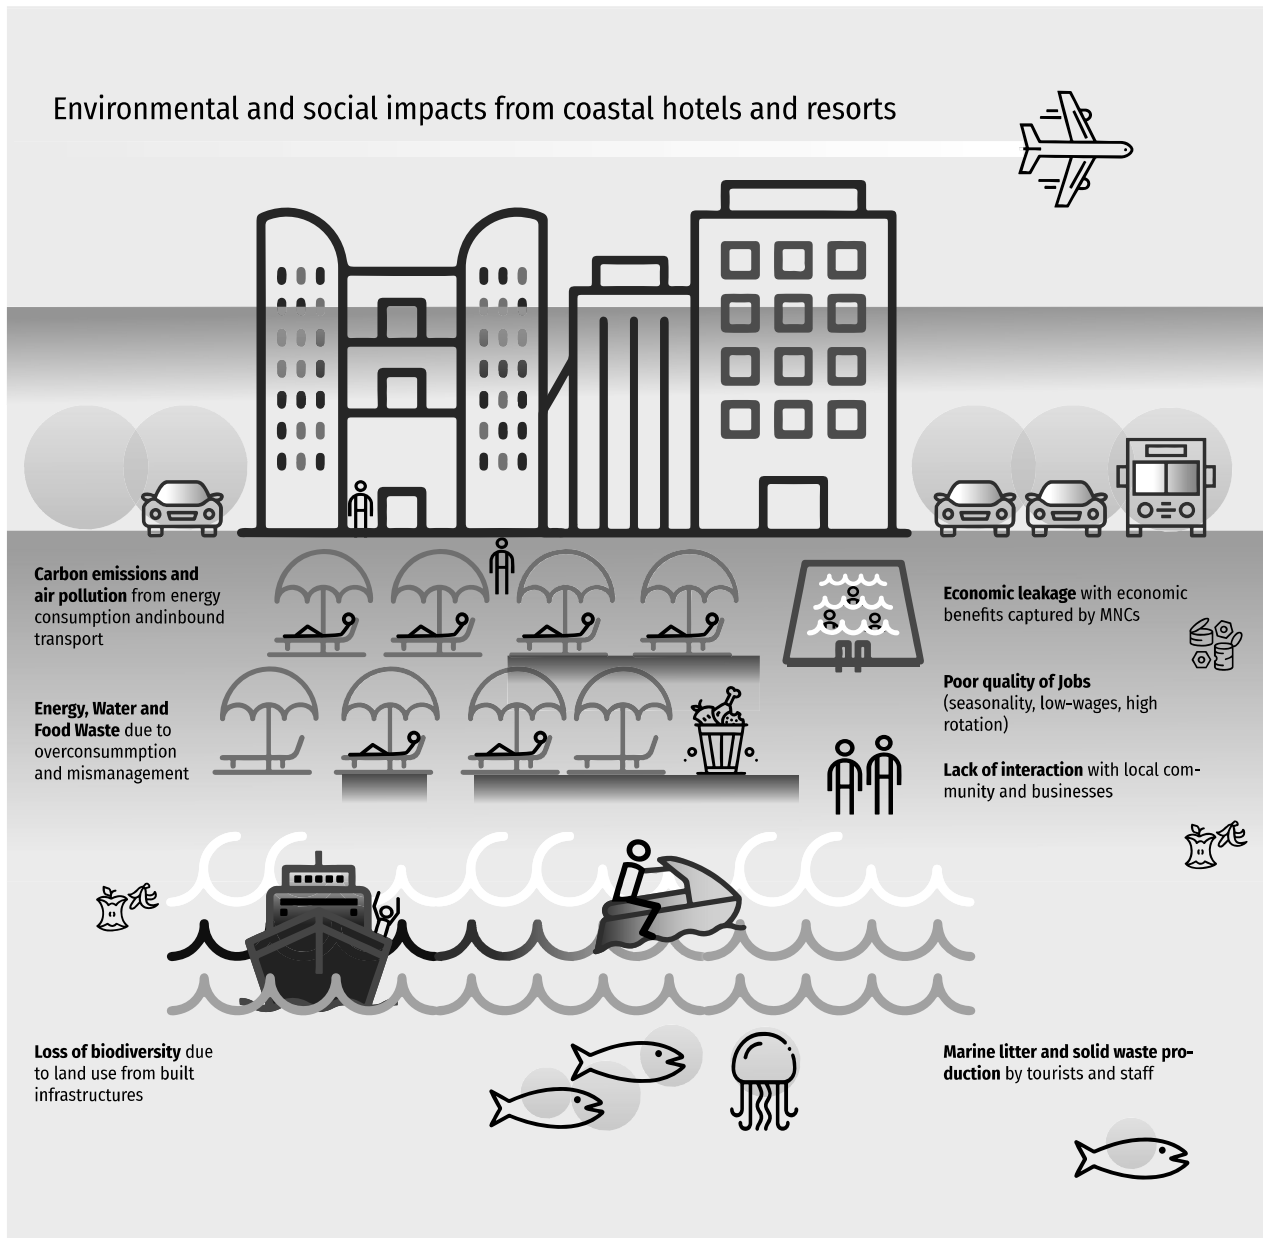 Environmental and social impacts from coastal hotels and resorts
Carbon emissions and
air pollution from energy
consumption andinbound
transport
Energy, Water and
Food Waste due to
overconsummption
and mismanagement
Economic leakage with economic
benefits captured by MNCs
Poor quality of Jobs
(seasonality, low-wages, high
rotation)
Lack of interaction with local com-
munity and businesses
Loss of biodiversity due
to land use from built
infrastructures
Marine litter and solid waste pro-
duction by tourists and staff